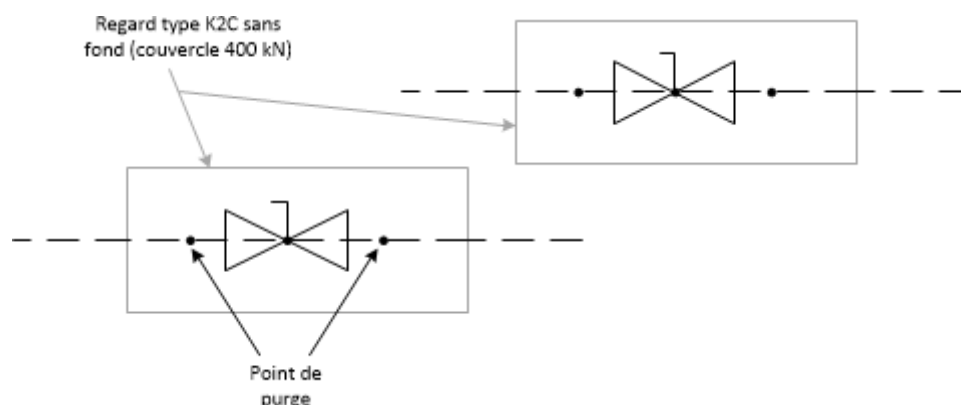 Regard type K2C sans
fond (couvercle 400 kN)
Point de
purge